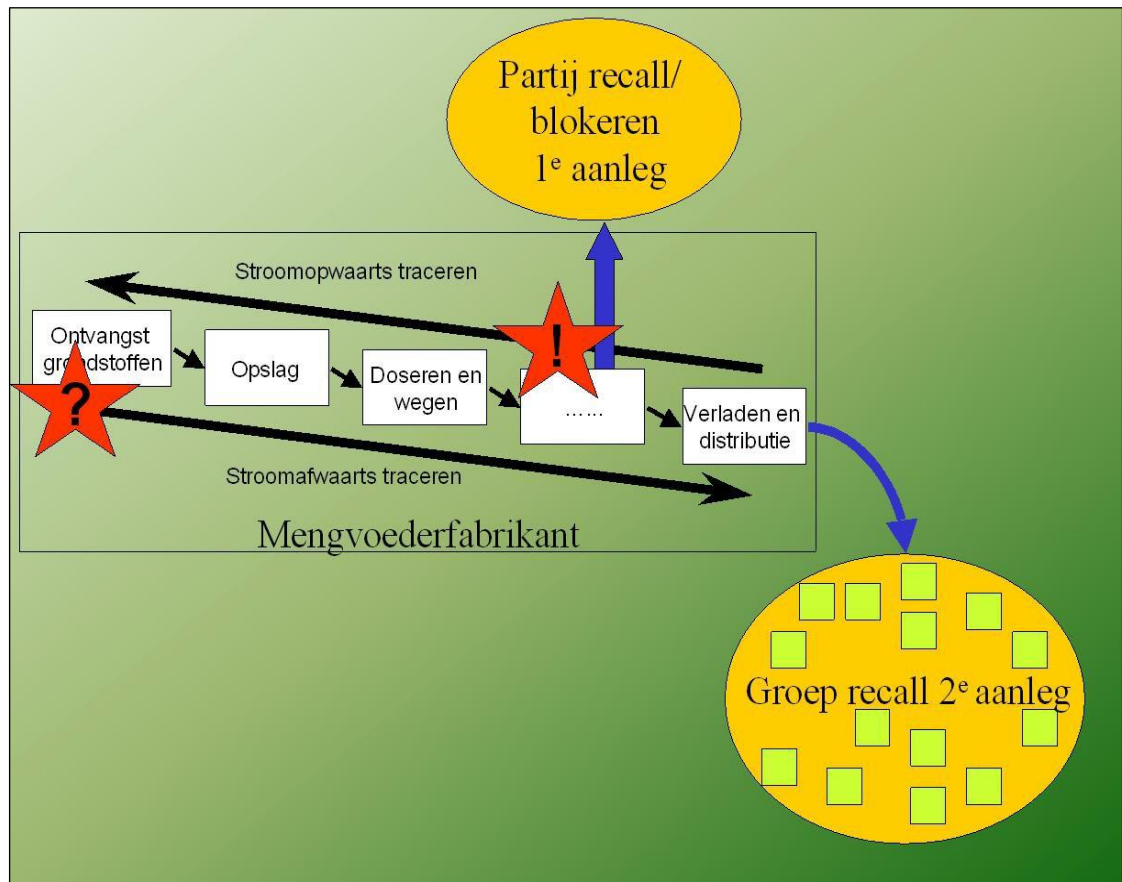 Partij recall/
blokeren
1e aanleg
Stroomopwaarts traceren
!
Ontvangst
grondstoffen
?
Opslag
Doseren en
wegen
......
Verladen en
distributie
Stroomafwaarts traceren
Mengvoederfabrikant
Groep recall 2e aanleg